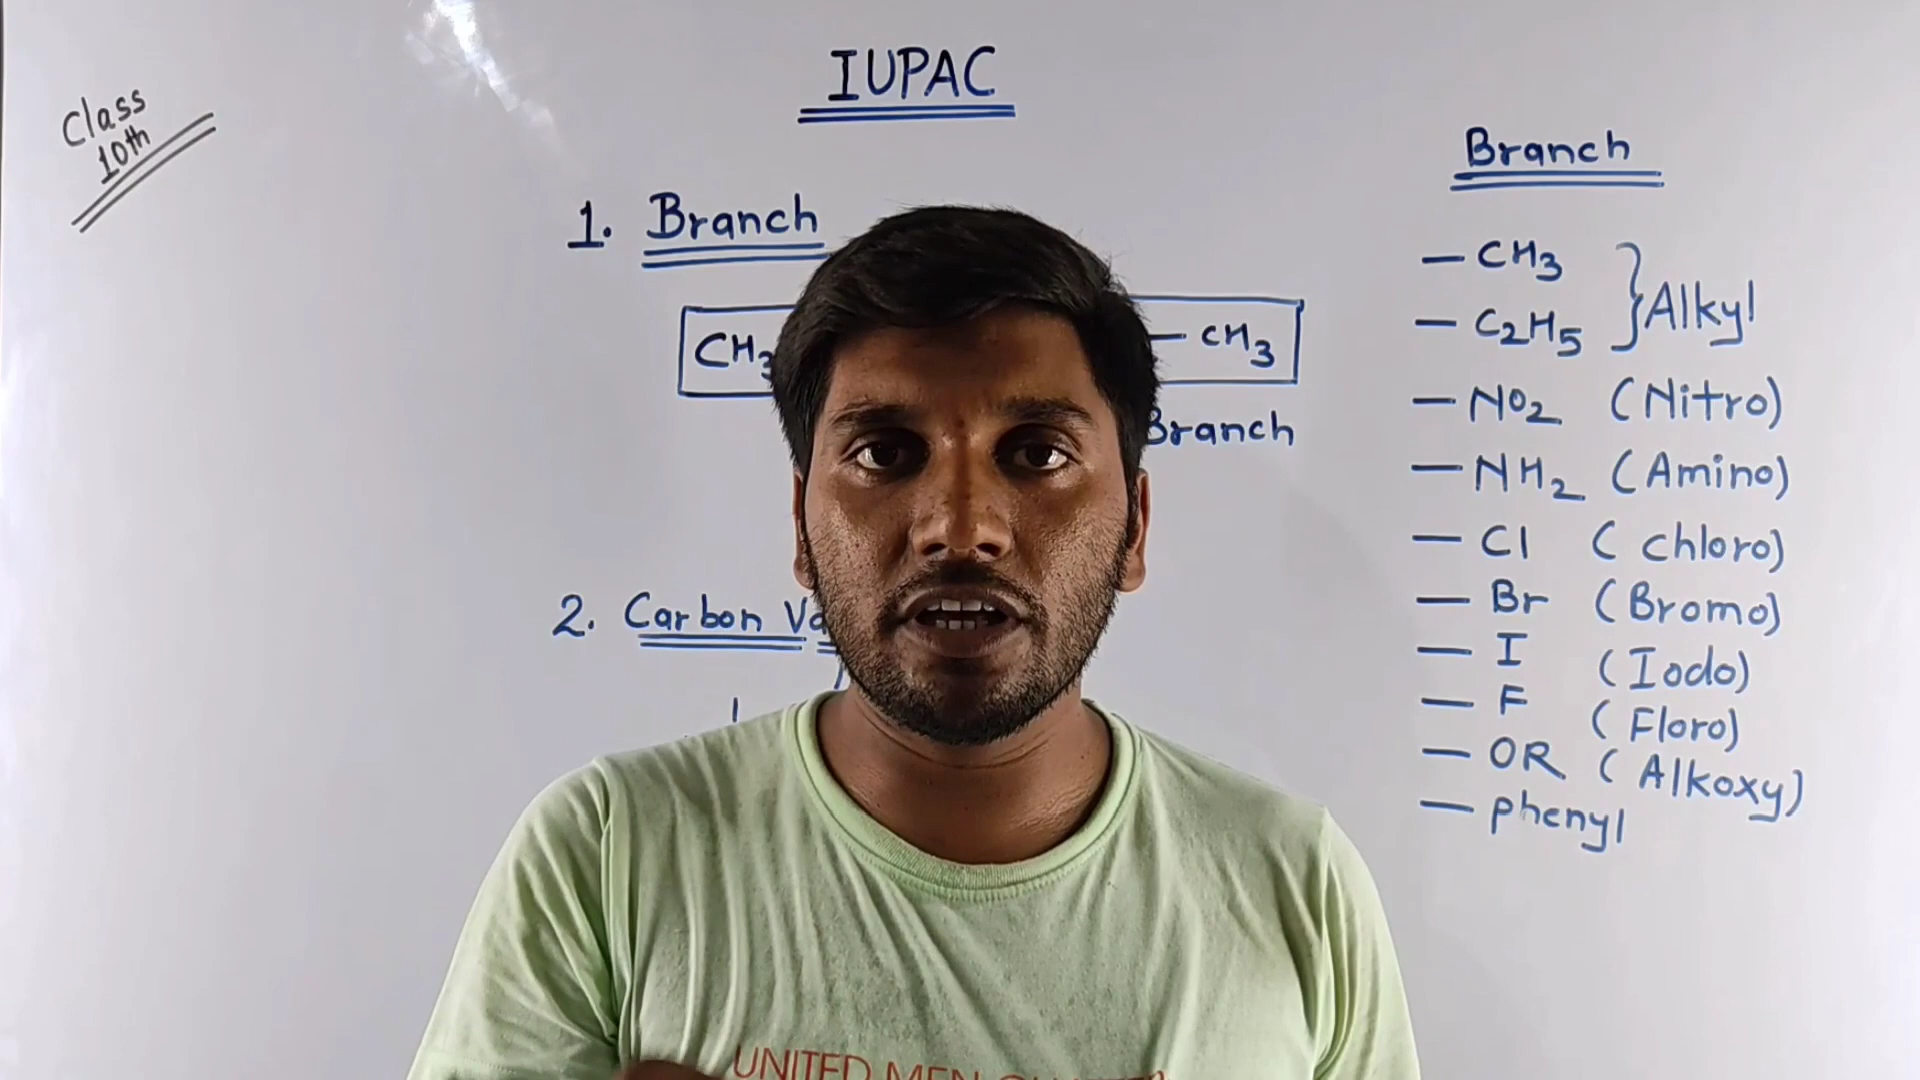 IUPAC
Class
10th
1. Branch
CH3
— CH3
Branch
2. Carbon
Branch
— CH3
— C2H5
} Alkyl
— NO2 (Nitro)
— NH2 (Amino)
— Cl (chloro)
— Br (Bromo)
— I (Iodo)
— F (Floro)
— OR (Alkoxy)
— phenyl
UNITED MEN